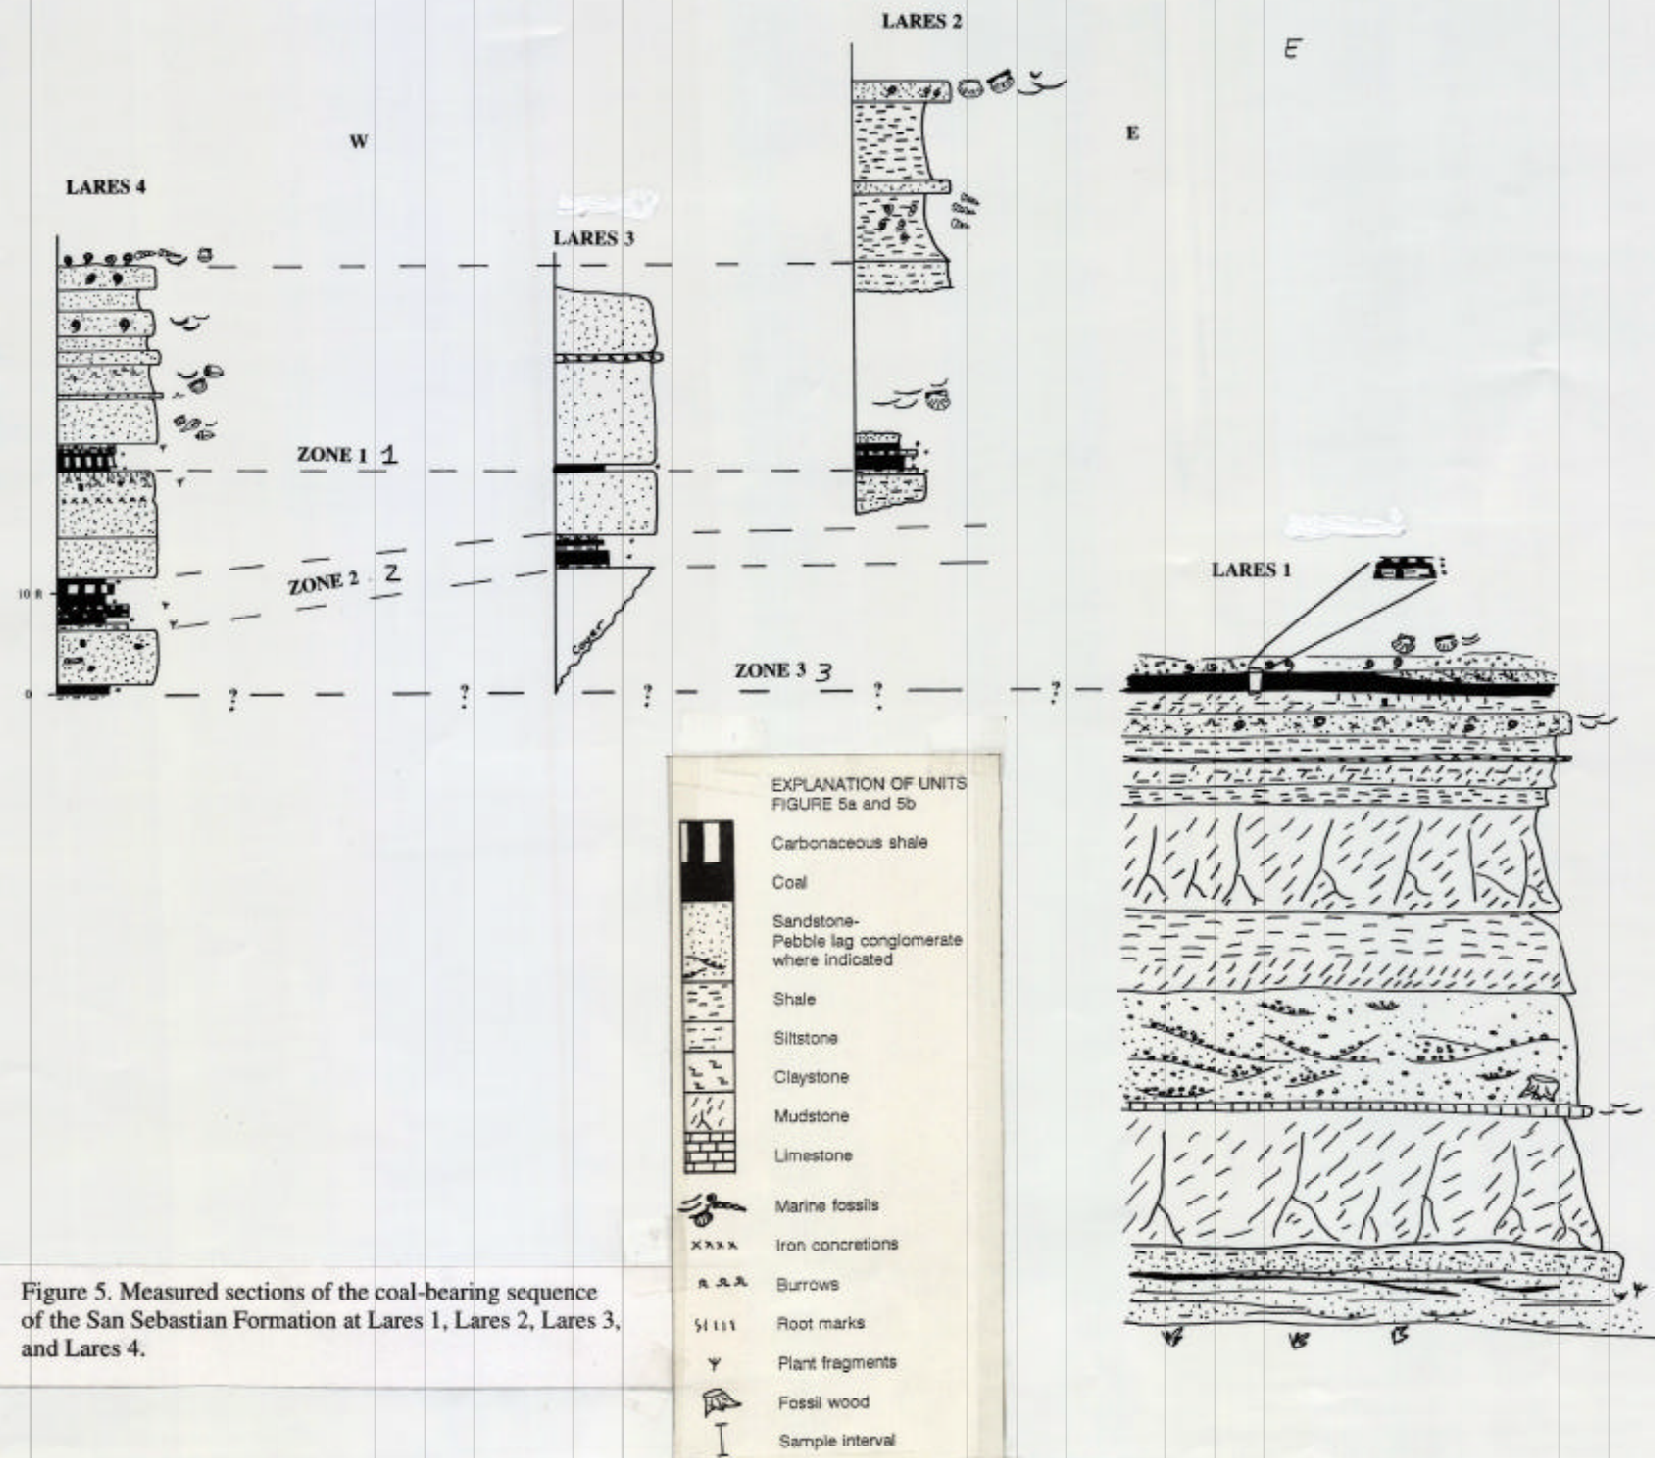 LARES 2
E
W
E
LARES 4
LARES 3
ZONE 1 1
ZONE 2 2
10 ft
Cover
LARES 1
ZONE 3 3
0
? ? ? ? ?
EXPLANATION OF UNITS
FIGURE 5a and 5b
Carbonaceous shale
Coal
Sandstone-
Pebble lag conglomerate
where indicated
Shale
Siltstone
Claystone
Mudstone
Limestone
Marine fossils
Iron concretions
Burrows
Root marks
Plant fragments
Fossil wood
Sample interval
Figure 5. Measured sections of the coal-bearing sequence
of the San Sebastian Formation at Lares 1, Lares 2, Lares 3,
and Lares 4.